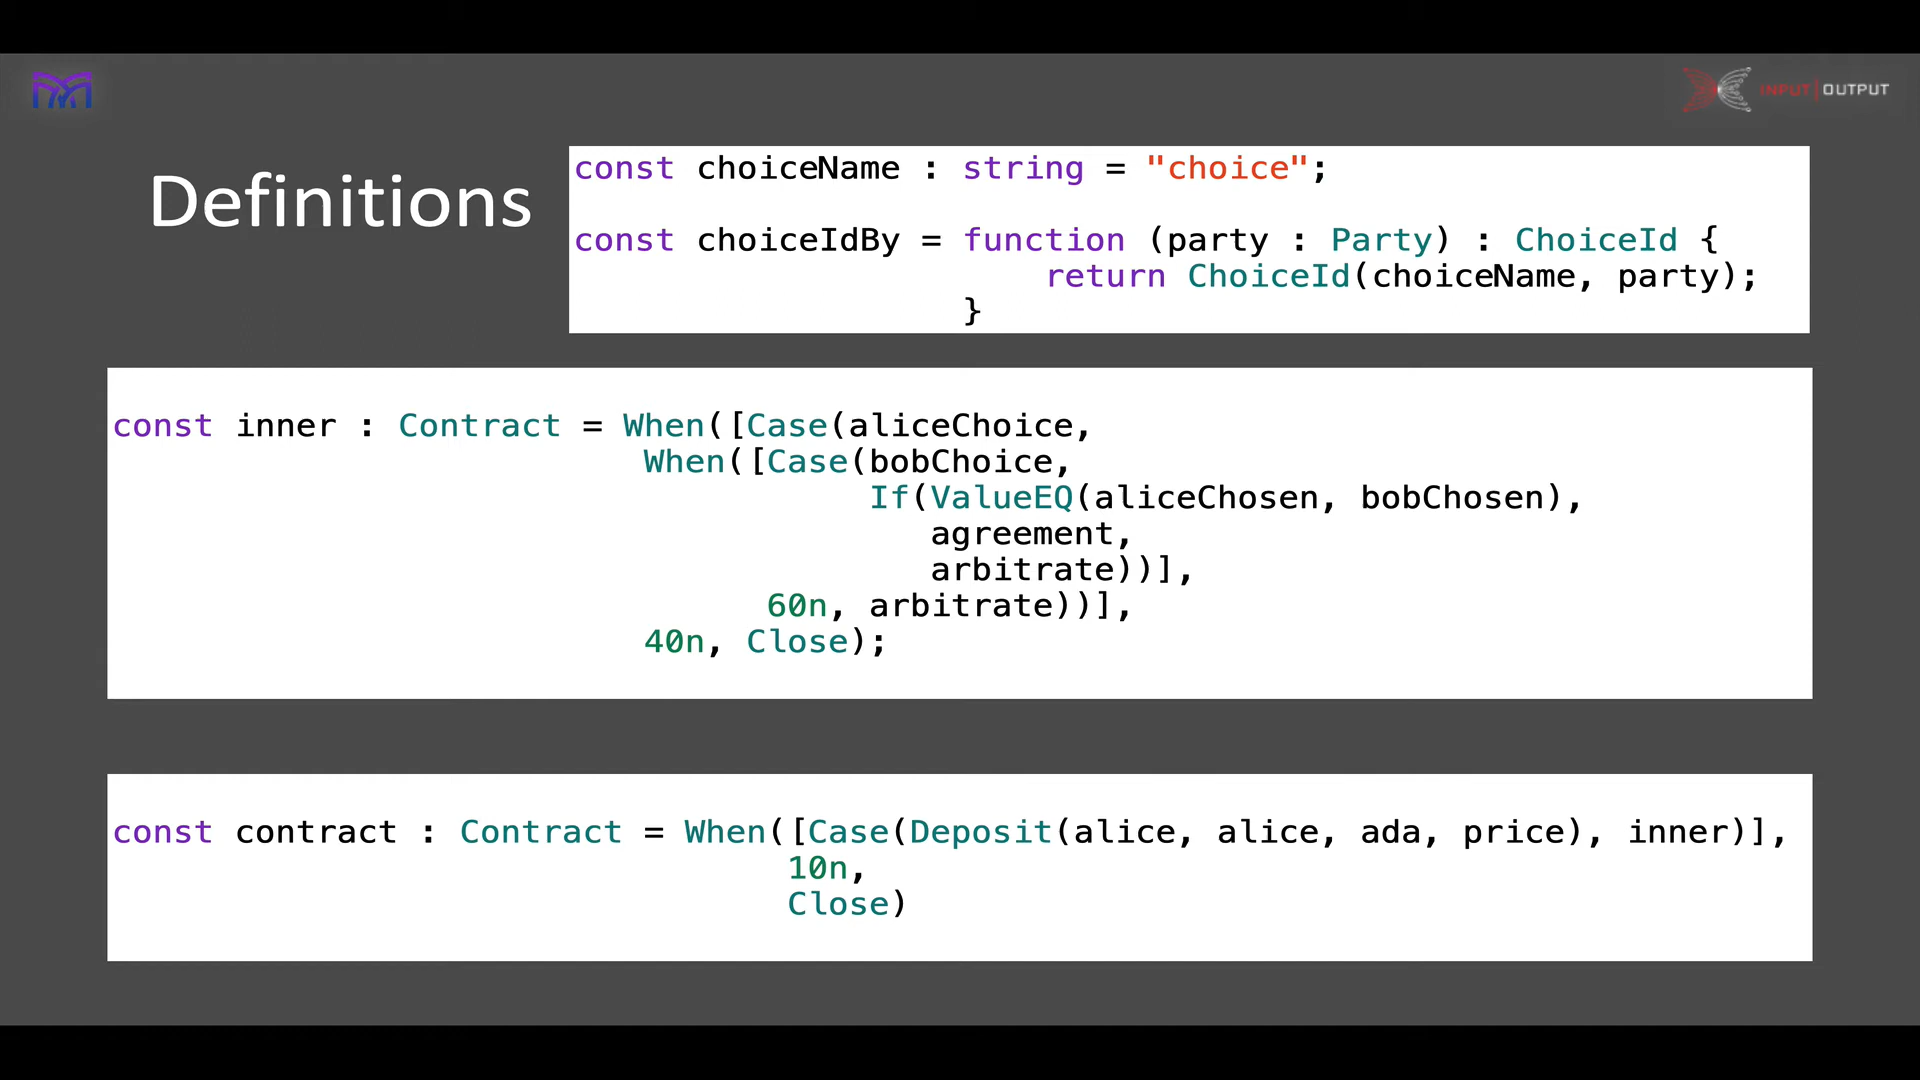 INPUT|OUTPUT
Definitions
const choiceName : string = "choice";
const choiceIdBy = function (party : Party) : ChoiceId {
return ChoiceId(choiceName, party);
}
const inner : Contract = When([Case(aliceChoice,
When([Case(bobChoice,
If(ValueEQ(aliceChosen, bobChosen),
agreement,
arbitrate))],
60n, arbitrate))],
40n, Close);
const contract : Contract = When([Case(Deposit(alice, alice, ada, price), inner)],
10n,
Close)